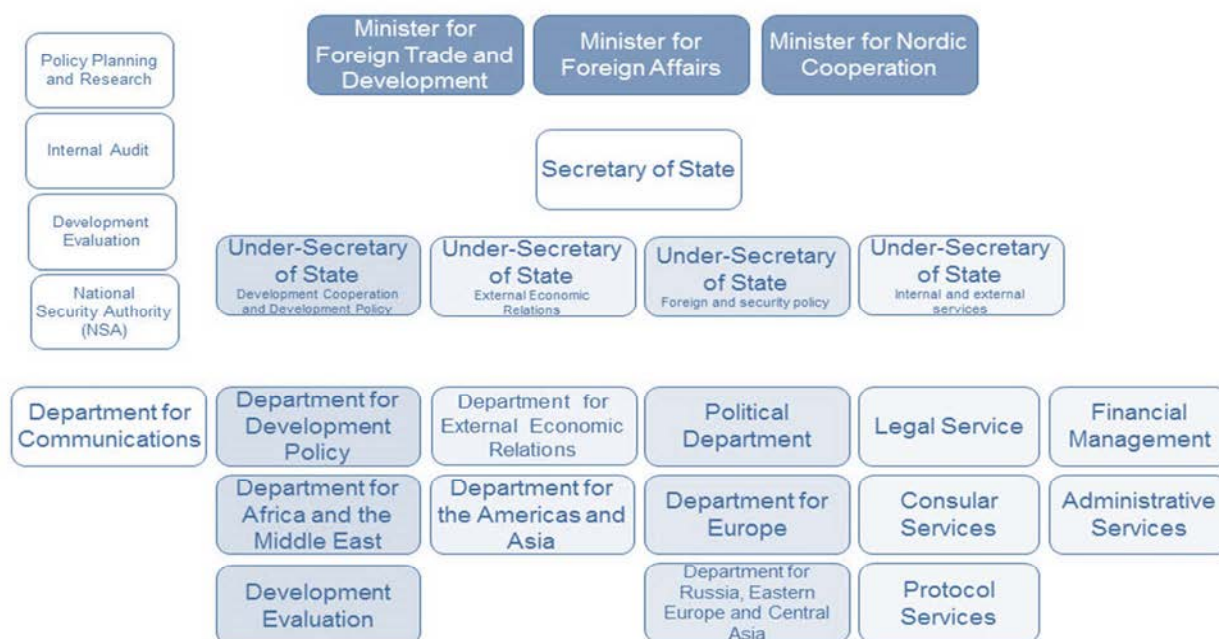 Minister for
Foreign Trade and
Development
Minister for
Foreign Affairs
Minister for Nordic
Cooperation
Policy Planning
and Research
Internal Audit
Development
Evaluation
National
Security Authority
(NSA)
Secretary of State
Under-Secretary
of State
Development Cooperation
and Development Policy
Under-Secretary
of State
External Economic
Relations
Under-Secretary
of State
Foreign and security policy
Under-Secretary
of State
Internal and external
services
Department for
Communications
Department for
Development
Policy
Department for
External Economic
Relations
Political
Department
Legal Service
Financial
Management
Department for
Africa and the
Middle East
Department for
the Americas and
Asia
Department for
Europe
Consular
Services
Administrative
Services
Development
Evaluation
Department for
Russia, Eastern
Europe and Central
Asia
Protocol
Services